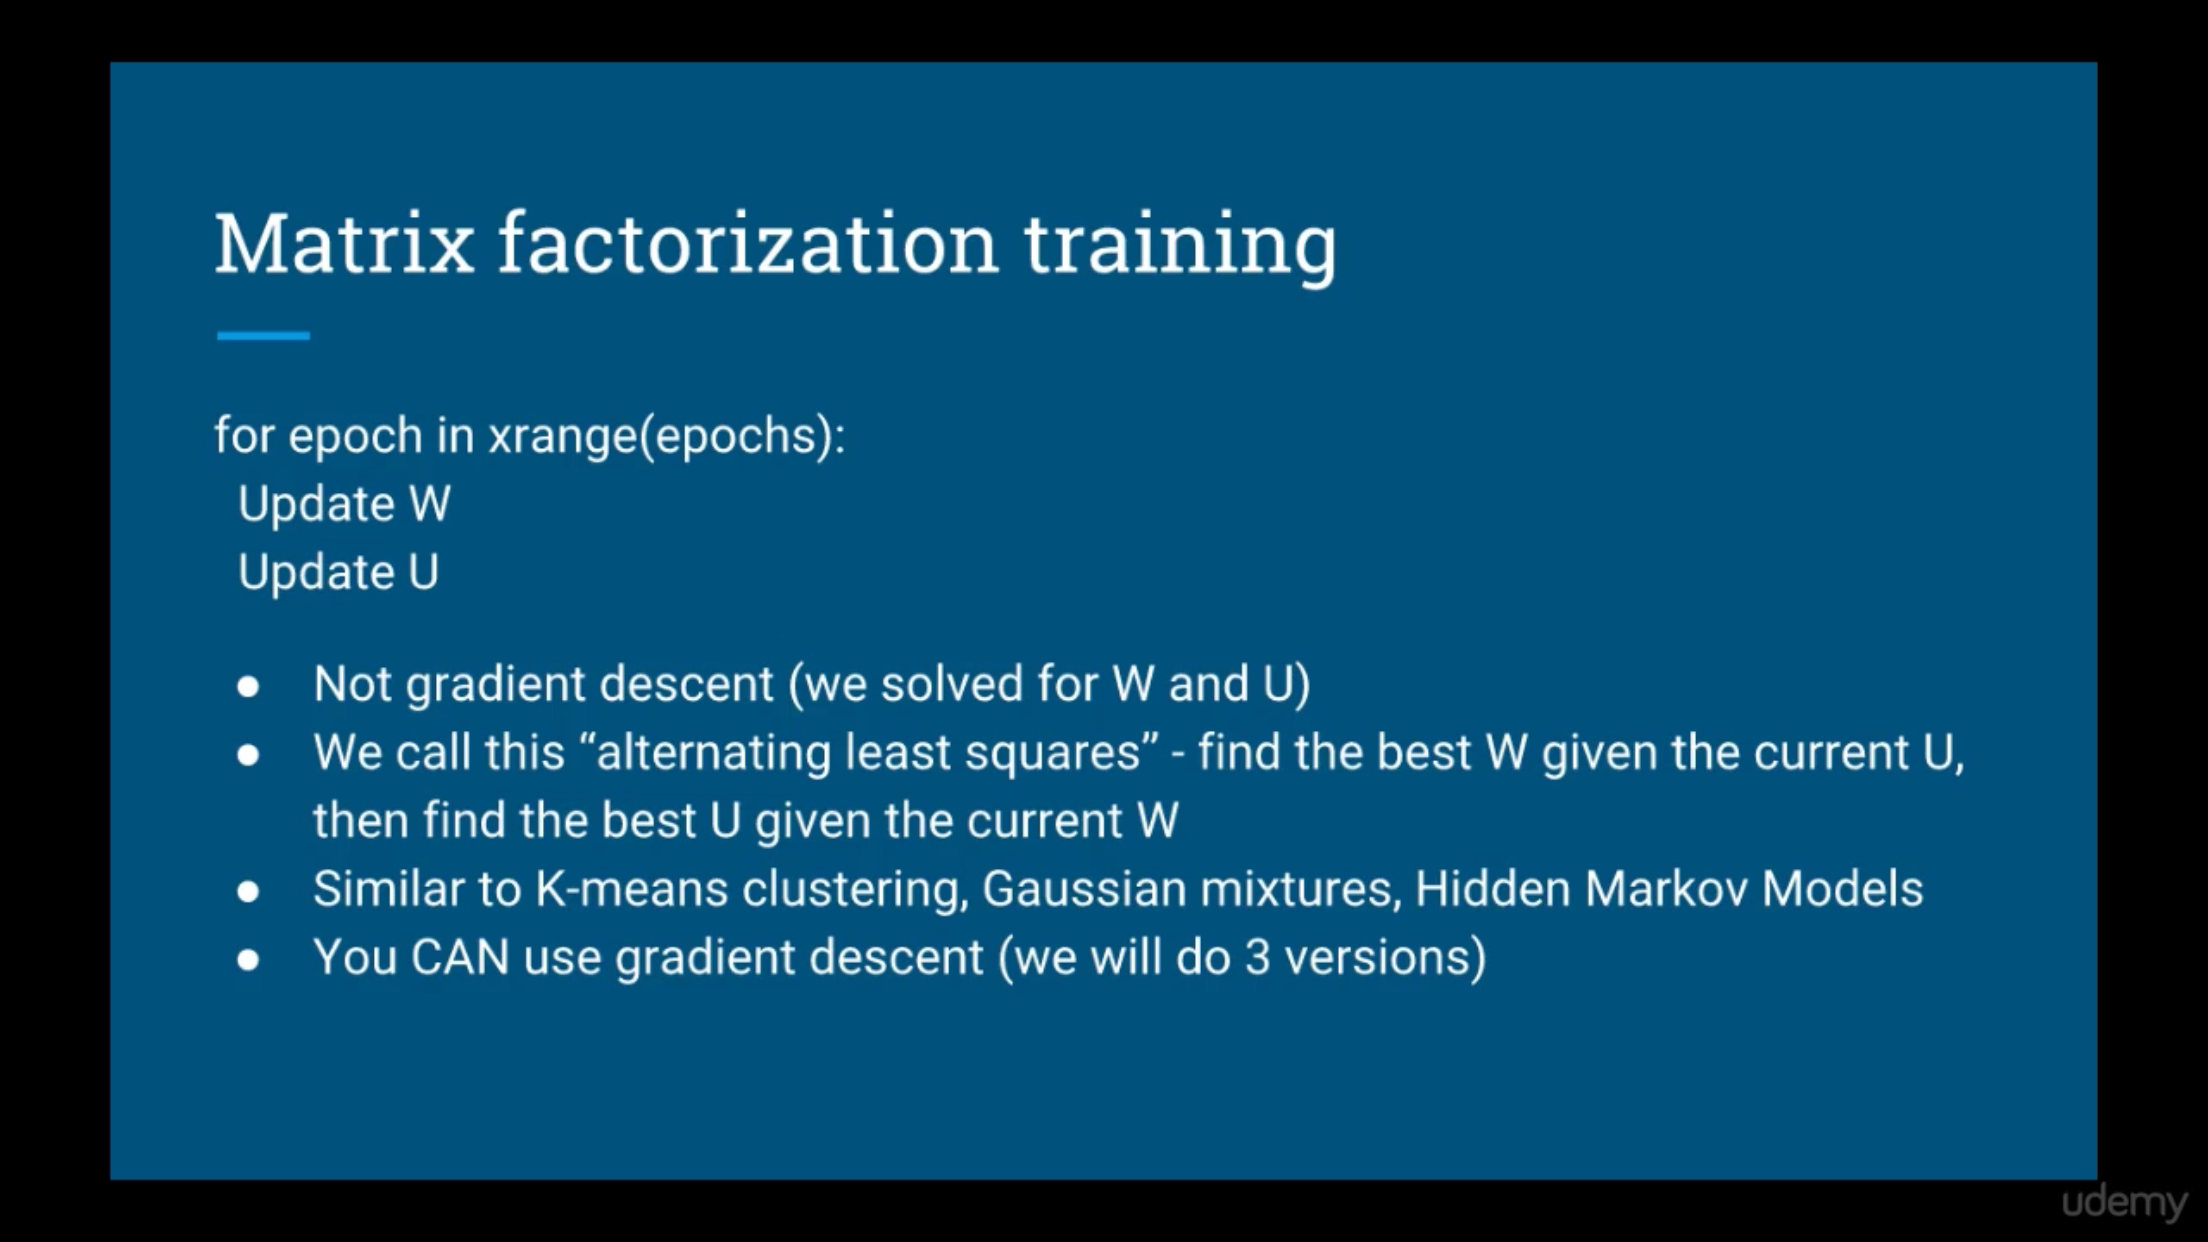 Matrix factorization training
for epoch in xrange(epochs):
Update W
Update U
● Not gradient descent (we solved for W and U)
● We call this “alternating least squares” - find the best W given the current U,
then find the best U given the current W
● Similar to K-means clustering, Gaussian mixtures, Hidden Markov Models
● You CAN use gradient descent (we will do 3 versions)
udemy